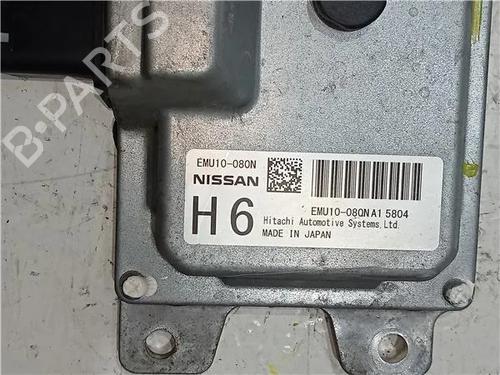 B-PARTS
EMU10-080N
NISSAN
H6
EMU10-080NA1 5804
Hitachi Automotive Systems,Ltd.
MADE IN JAPAN